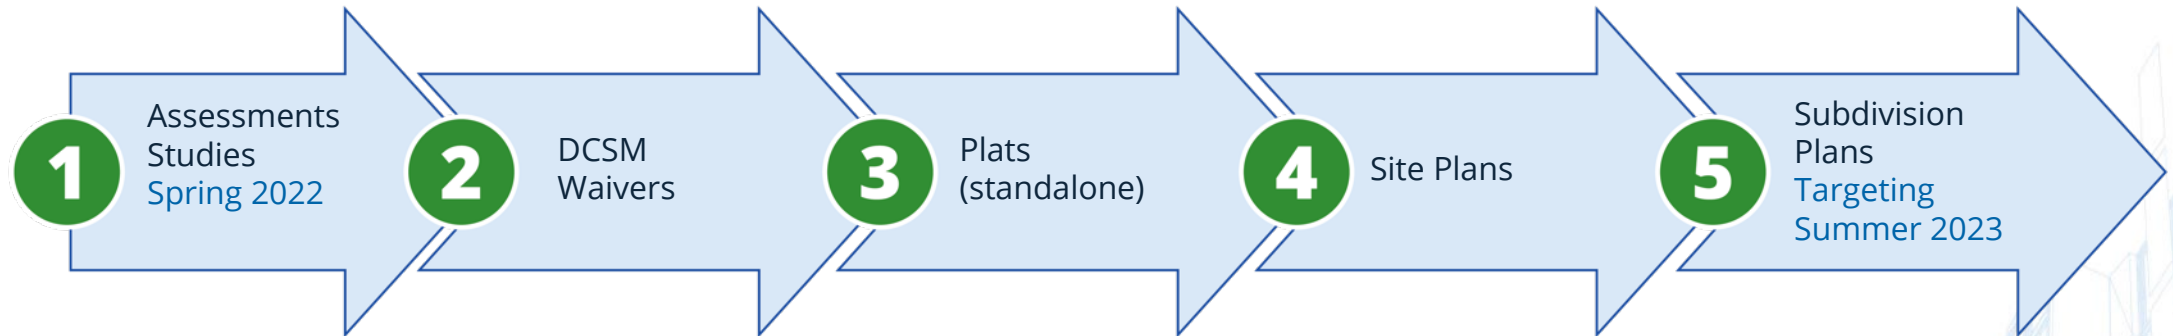 1
Assessments
Studies
Spring 2022
2
DCSM
Waivers
3
Plats
(standalone)
4
Site Plans
5
Subdivision
Plans
Targeting
Summer 2023